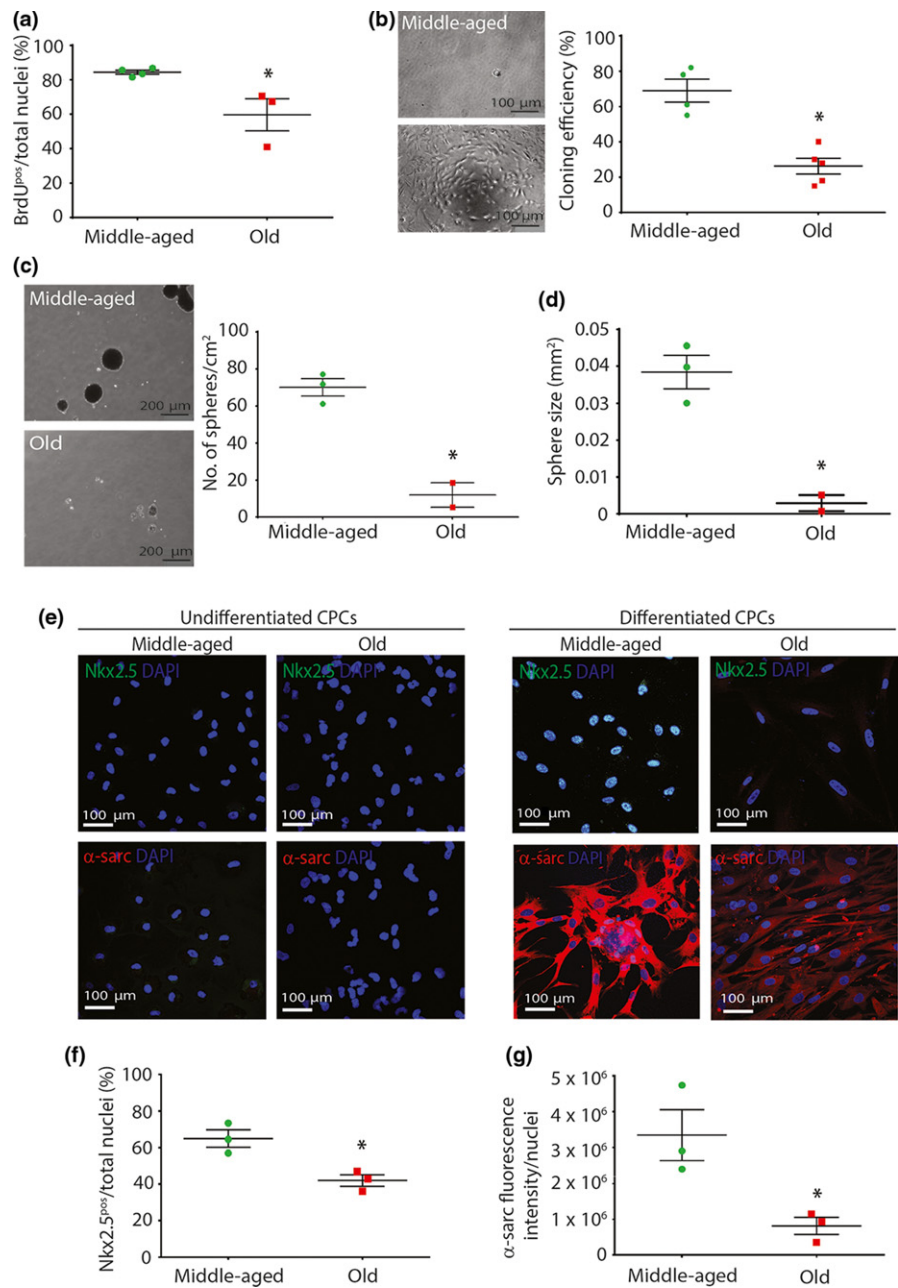 (a)
BrdUᵖᵒˢ/total nuclei (%)
100
80
60
40
20
0
*
Middle-aged
Old
(b)
Middle-aged
100 µm
100 µm
Cloning efficiency (%)
100
80
60
40
20
0
*
Middle-aged
Old
(c)
Middle-aged
200 µm
Old
200 µm
No. of spheres/cm²
100
80
60
40
20
0
*
Middle-aged
Old
(d)
Sphere size (mm²)
0.05
0.04
0.03
0.02
0.01
0
*
Middle-aged
Old
(e)
Undifferentiated CPCs
Middle-aged
Old
Nkx2.5 DAPI
100 µm
Nkx2.5 DAPI
100 µm
α-sarc DAPI
100 µm
α-sarc DAPI
100 µm
Differentiated CPCs
Middle-aged
Old
Nkx2.5 DAPI
100 µm
Nkx2.5 DAPI
100 µm
α-sarc DAPI
100 µm
α-sarc DAPI
100 µm
(f)
Nkx2.5ᵖᵒˢ/total nuclei (%)
100
80
60
40
20
0
*
Middle-aged
Old
(g)
α-sarc fluorescence
intensity/nuclei
5 x 10⁶
4 x 10⁶
3 x 10⁶
2 x 10⁶
1 x 10⁶
0
*
Middle-aged
Old